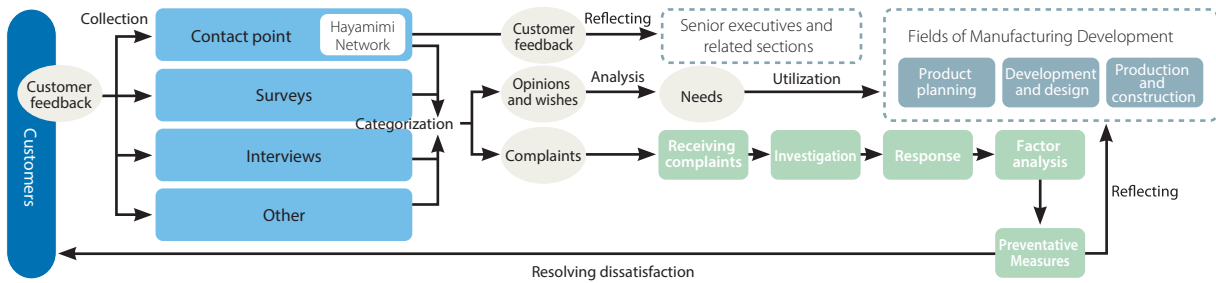 Collection
Customers
Customer
feedback
Contact point
Hayamimi
Network
Surveys
Interviews
Other
Categorization
Customer
feedback
Reflecting
Senior executives and
related sections
Opinions
and wishes
Analysis
Needs
Utilization
Fields of Manufacturing Development
Product
planning
Development
and design
Production
and
construction
Complaints
Receiving
complaints
Investigation
Response
Factor
analysis
Reflecting
Preventative
Measures
Resolving dissatisfaction